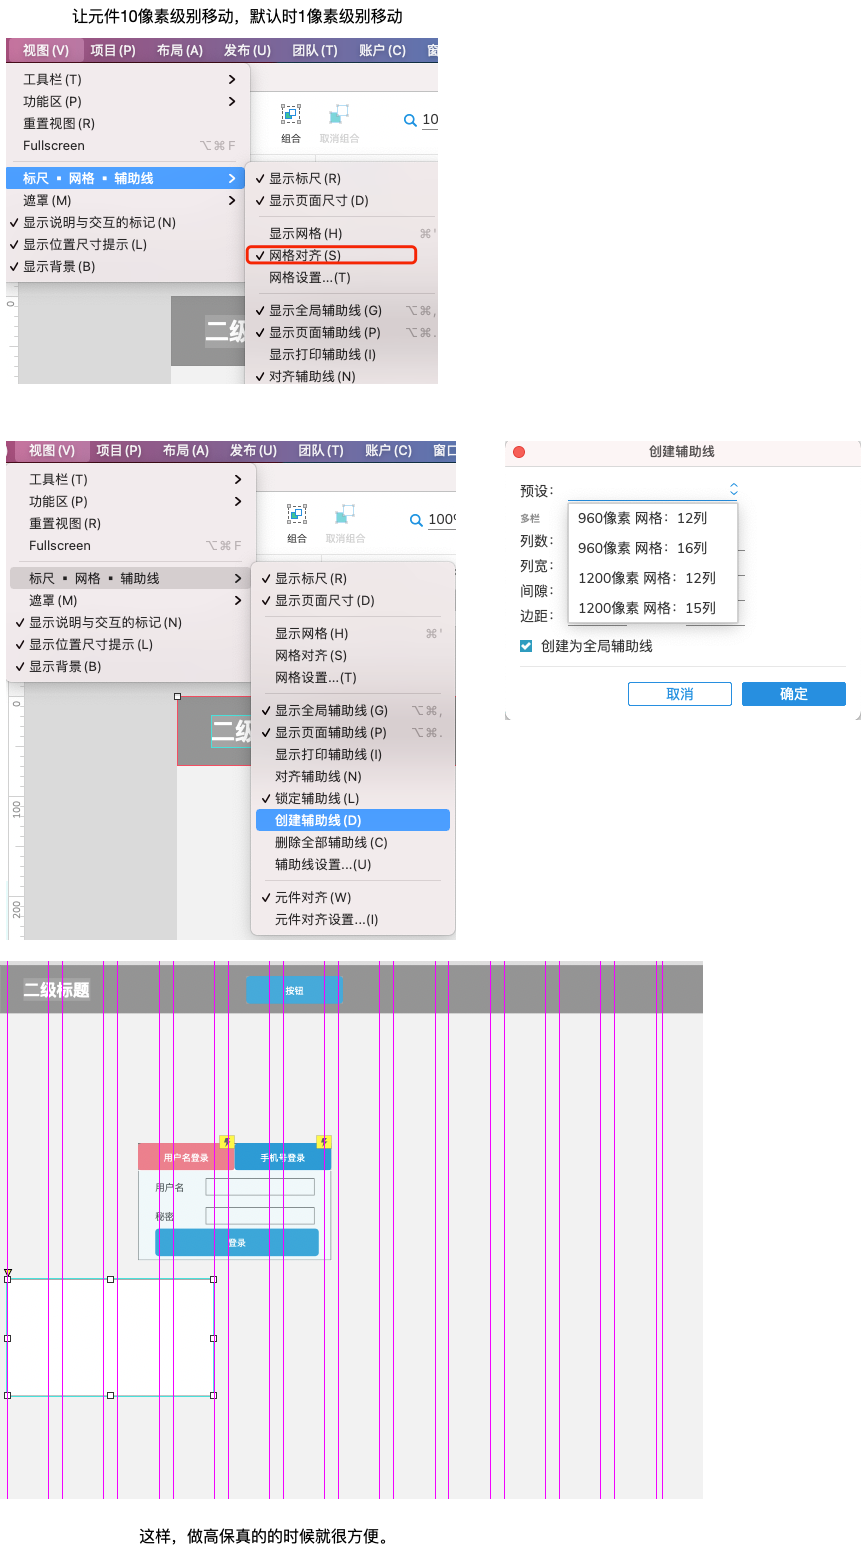 让元件10像素级别移动，默认时1像素级别移动
视图(V) 项目(P) 布局(A) 发布(U) 团队(T) 账户(C)
工具栏(T)
功能区(P)
重置视图(R)
Fullscreen ⌥⌘F
组合 取消组合 10
标尺 ▪ 网格 ▪ 辅助线
遮罩(M)
显示说明与交互的标记(N)
显示位置尺寸提示(L)
显示背景(B)
显示标尺(R)
显示页面尺寸(D)
显示网格(H) ⌘'
网格对齐(S)
网格设置...(T)
显示全局辅助线(G) ⌥⌘,
显示页面辅助线(P) ⌥⌘.
显示打印辅助线(I)
对齐辅助线(N)
0
二级
视图(V) 项目(P) 布局(A) 发布(U) 团队(T) 账户(C) 窗口
工具栏(T)
功能区(P)
重置视图(R)
Fullscreen ⌥⌘F
组合 取消组合 100%
标尺 ▪ 网格 ▪ 辅助线
遮罩(M)
显示说明与交互的标记(N)
显示位置尺寸提示(L)
显示背景(B)
显示标尺(R)
显示页面尺寸(D)
显示网格(H) ⌘'
网格对齐(S)
网格设置...(T)
显示全局辅助线(G) ⌥⌘,
显示页面辅助线(P) ⌥⌘.
显示打印辅助线(I)
对齐辅助线(N)
锁定辅助线(L)
创建辅助线(D)
删除全部辅助线(C)
辅助线设置...(U)
元件对齐(W)
元件对齐设置...(I)
0
100
200
二级
创建辅助线
预设：
多栏
列数：
列宽：
间隙：
边距：
960像素 网格：12列
960像素 网格：16列
1200像素 网格：12列
1200像素 网格：15列
创建为全局辅助线
取消 确定
二级标题 按钮
用户名登录 手机号登录
用户名
秘密
登录
这样，做高保真的的时候就很方便。